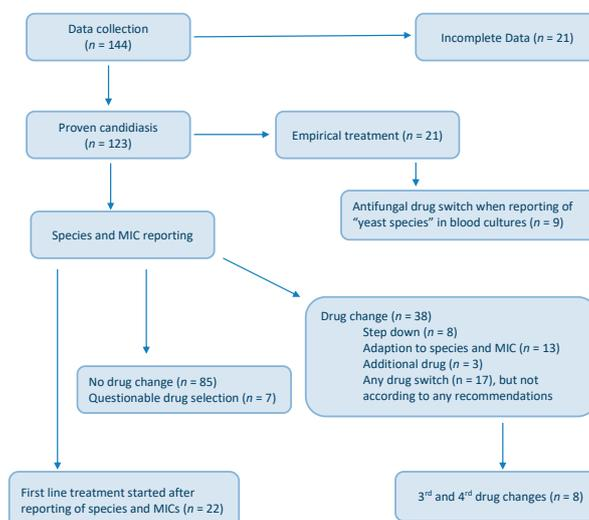 Data collection
(n = 144)
Incomplete Data (n = 21)
Proven candidiasis
(n = 123)
Empirical treatment (n = 21)
Antifungal drug switch when reporting of
“yeast species” in blood cultures (n = 9)
Species and MIC reporting
Drug change (n = 38)
Step down (n = 8)
Adaption to species and MIC (n = 13)
Additional drug (n = 3)
Any drug switch (n = 17), but not
according to any recommendations
No drug change (n = 85)
Questionable drug selection (n = 7)
First line treatment started after
reporting of species and MICs (n = 22)
3rd and 4rd drug changes (n = 8)